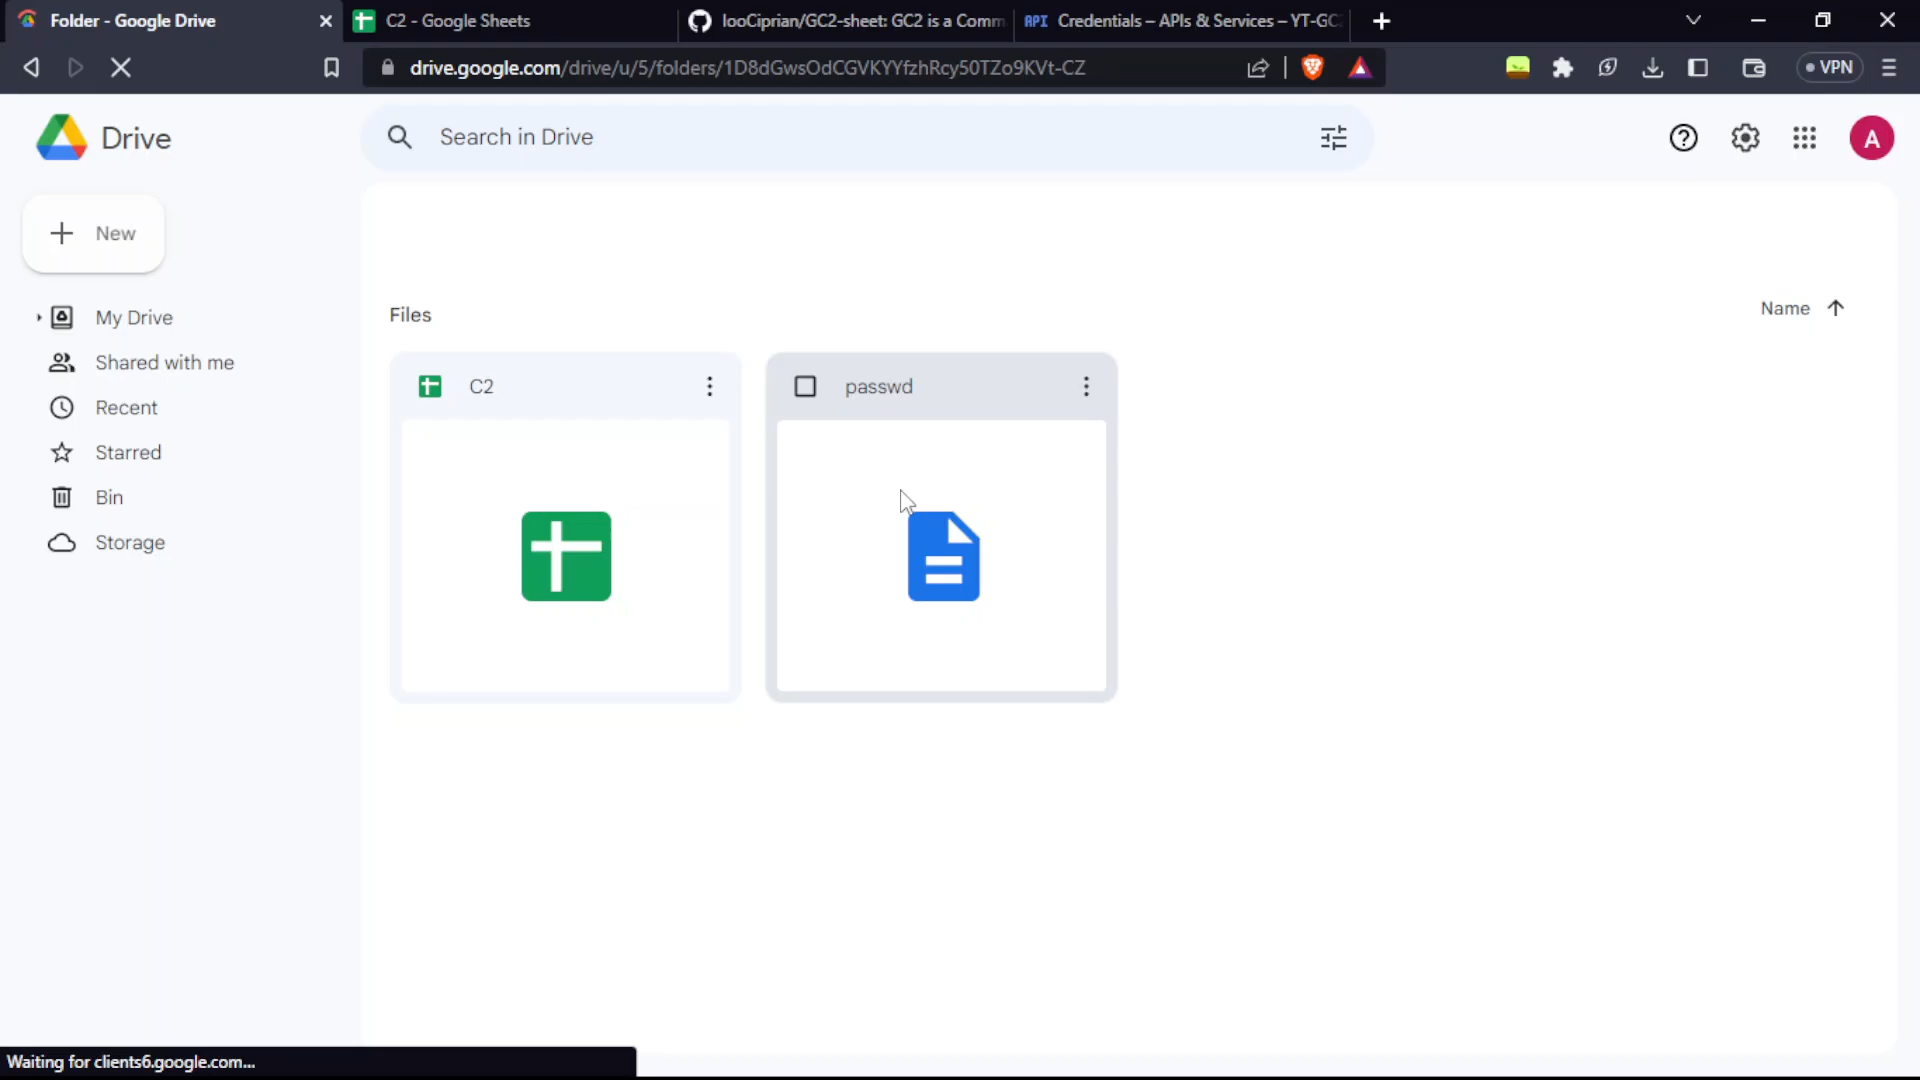 Folder - Google Drive
C2 - Google Sheets
looCiprian/GC2-sheet: GC2 is a Comm
API Credentials – APIs & Services – YT-GC
drive.google.com/drive/u/5/folders/1D8dGwsOdCGVKYYfzhRcy50TZo9KVt-CZ
VPN
Drive
Search in Drive
A
New
My Drive
Shared with me
Recent
Starred
Bin
Storage
Files
Name
C2
passwd
Waiting for clients6.google.com...